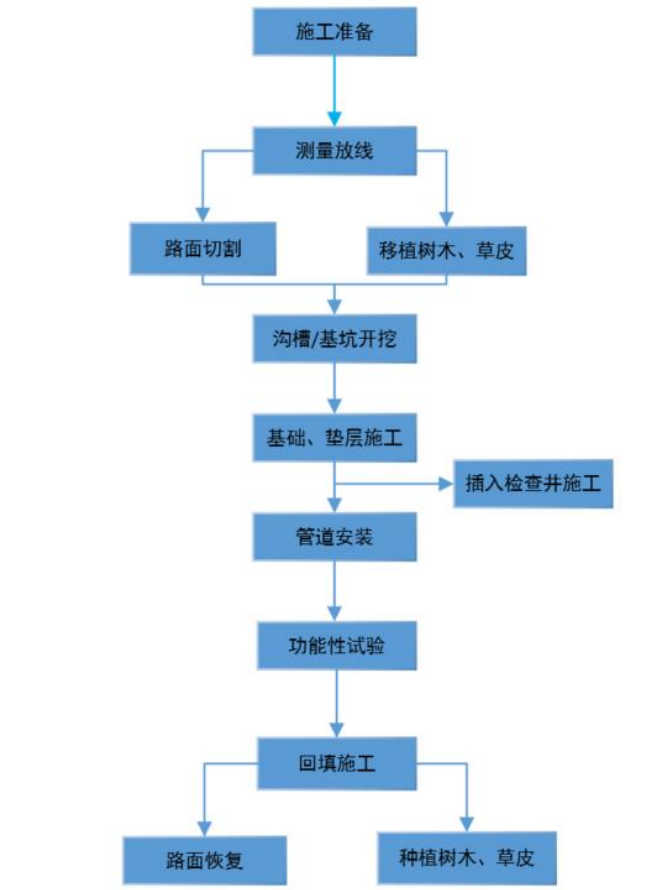 施工准备
测量放线
路面切割
移植树木、草皮
沟槽/基坑开挖
基础、垫层施工
插入检查井施工
管道安装
功能性试验
回填施工
路面恢复
种植树木、草皮